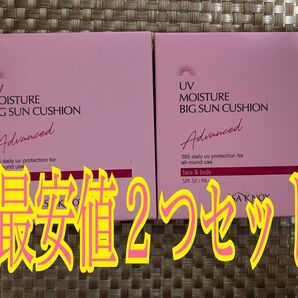 UV
MOISTURE
BIG SUN CUSHION
Advanced
365 daily uv protection for
all-round use
UV
MOISTURE
BIG SUN CUSHION
Advanced
365 daily uv protection for
all-round use
face & body
SPF 50 / PA
最安値2つセット